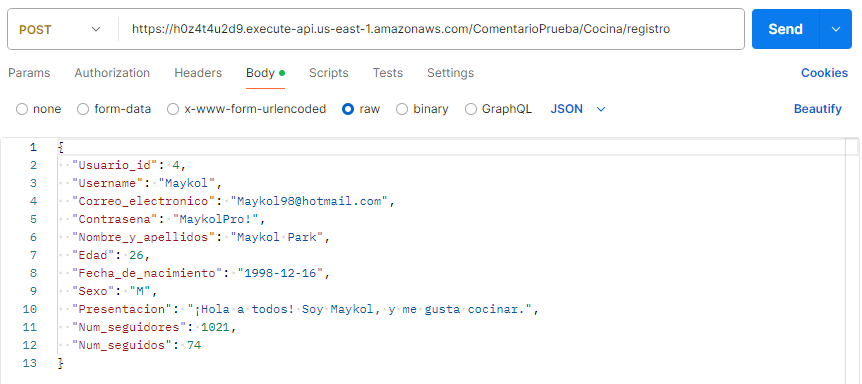 POST https://h0z4t4u2d9.execute-api.us-east-1.amazonaws.com/ComentarioPrueba/Cocina/registro Send
Params Authorization Headers Body Scripts Tests Settings Cookies
none form-data x-www-form-urlencoded raw binary GraphQL JSON Beautify
1 {
2 "Usuario_id": 4,
3 "Username": "Maykol",
4 "Correo_electronico": "Maykol98@hotmail.com",
5 "Contrasena": "MaykolPro!",
6 "Nombre_y_apellidos": "Maykol Park",
7 "Edad": 26,
8 "Fecha_de_nacimiento": "1998-12-16",
9 "Sexo": "M",
10 "Presentacion": "¡Hola a todos! Soy Maykol, y me gusta cocinar.",
11 "Num_seguidores": 1021,
12 "Num_seguidos": 74
13 }